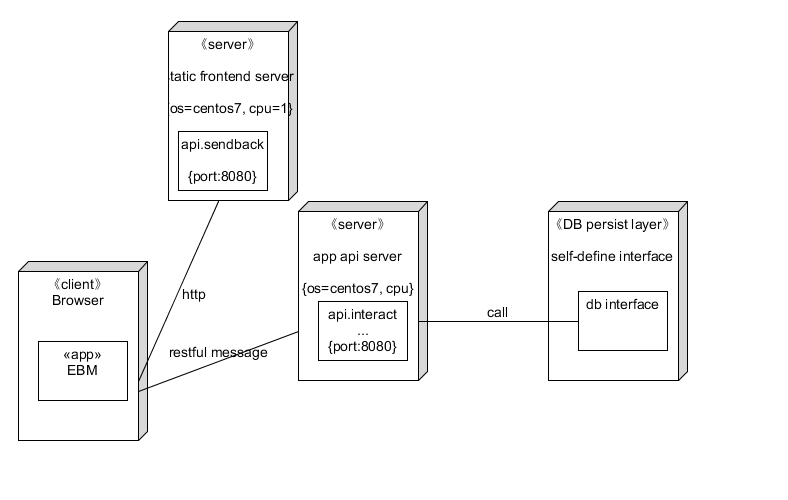 《server》
tatic frontend server
{os=centos7, cpu=1}
api.sendback
{port:8080}
《server》
app api server
{os=centos7, cpu}
api.interact
...
{port:8080}
《DB persist layer》
self-define interface
db interface
《client》
Browser
«app»
EBM
http
restful message
call